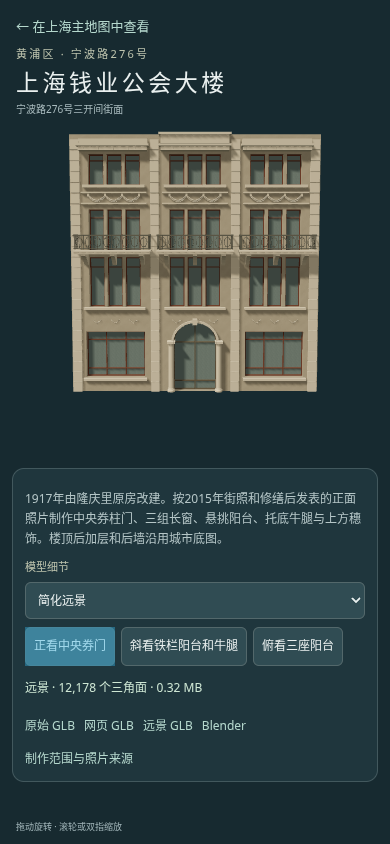 ← 在上海主地图中查看
黄浦区 · 宁波路276号
上海钱业公会大楼
宁波路276号三开间街面
1917年由隆庆里原房改建。按2015年街照和修缮后发表的正面
照片制作中央券柱门、三组长窗、悬挑阳台、托底牛腿与上方穗
饰。楼顶后加层和后墙沿用城市底图。
模型细节
简化远景
正看中央券门 斜看铁栏阳台和牛腿 俯看三座阳台
远景 · 12,178 个三角面 · 0.32 MB
原始 GLB 网页 GLB 远景 GLB Blender
制作范围与照片来源
拖动旋转 · 滚轮或双指缩放